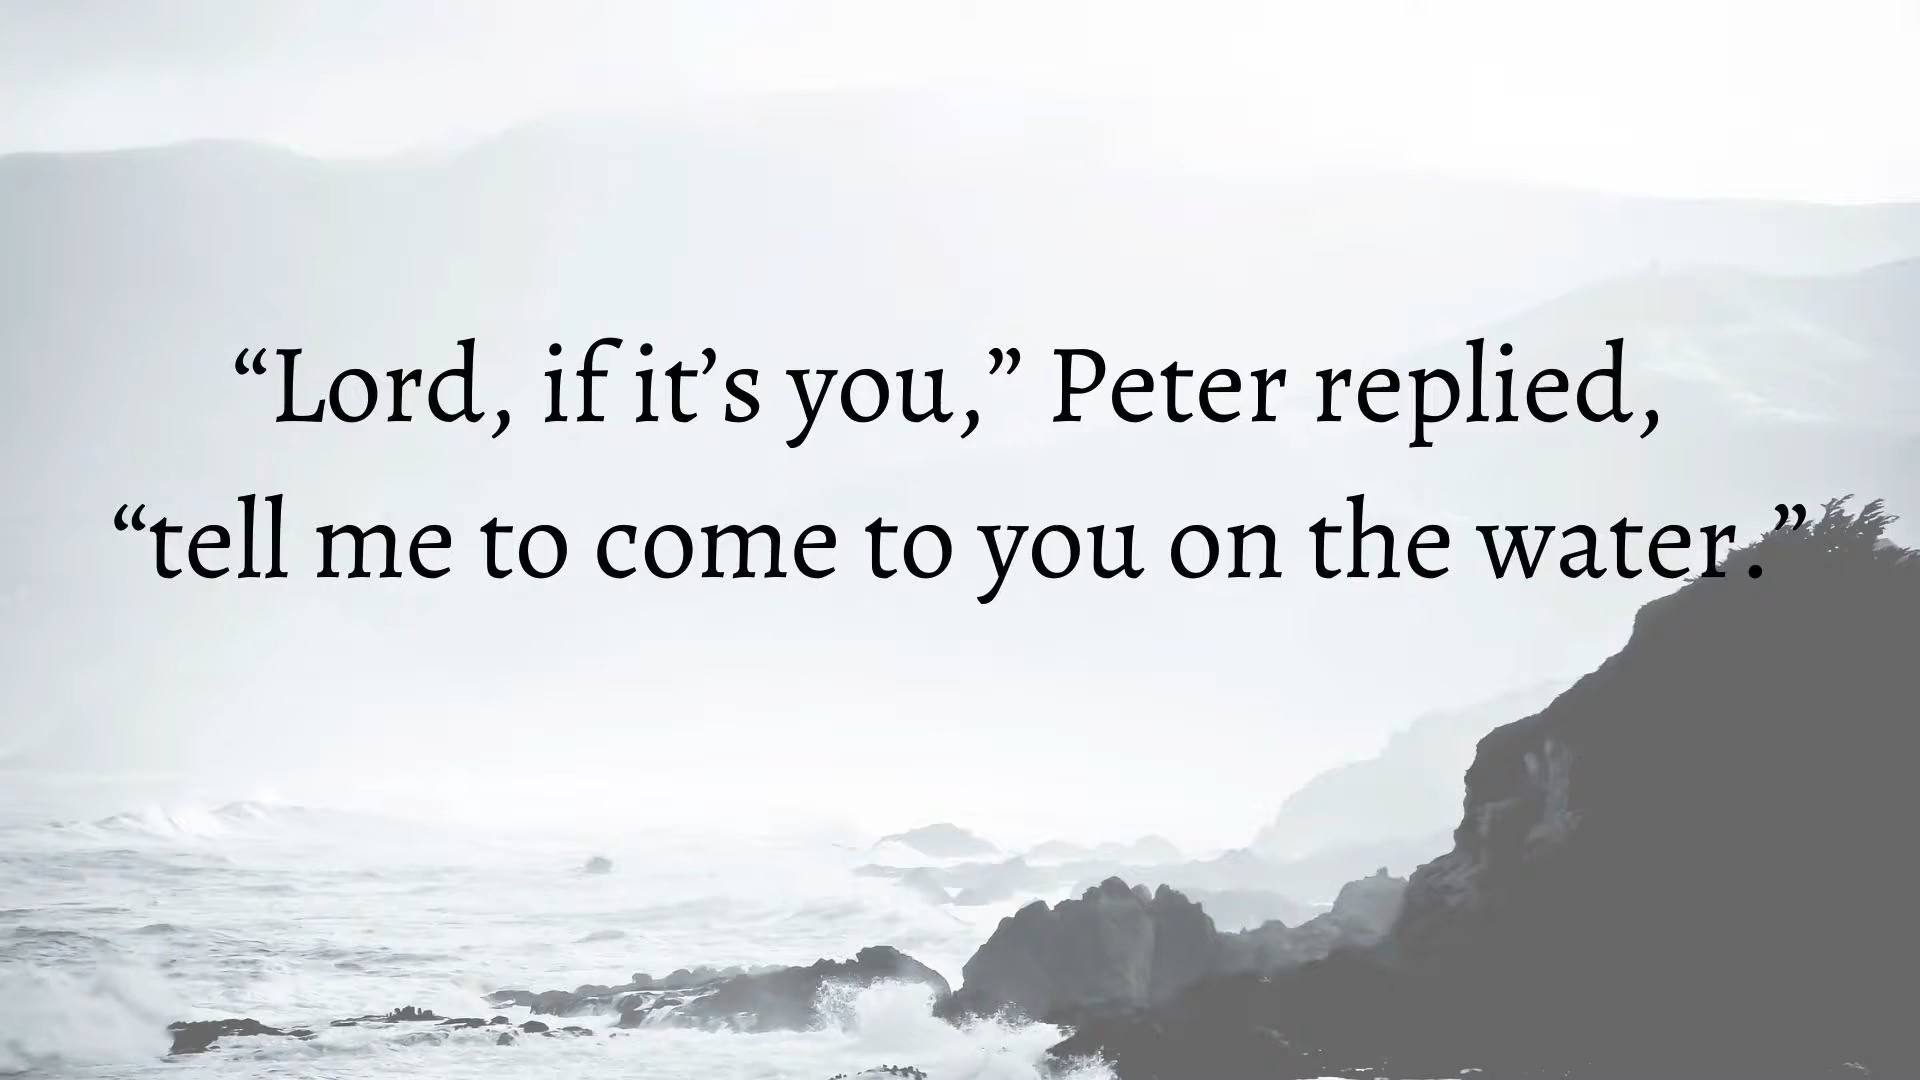 “Lord, if it’s you,” Peter replied,
“tell me to come to you on the water.”